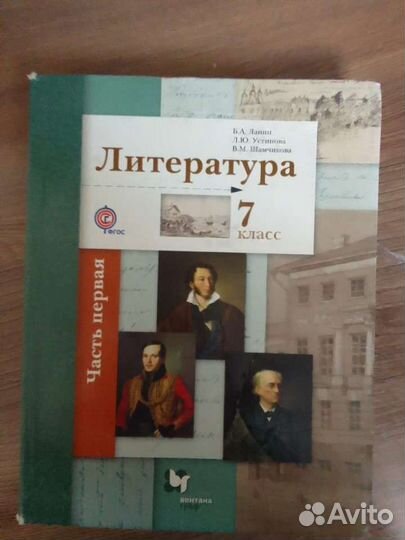 Б.А. Ланин
Л.Ю. Устинова
В.М. Шамчикова
Литература
7
класс
ФГОС
Часть первая
вентана
граф
Avito